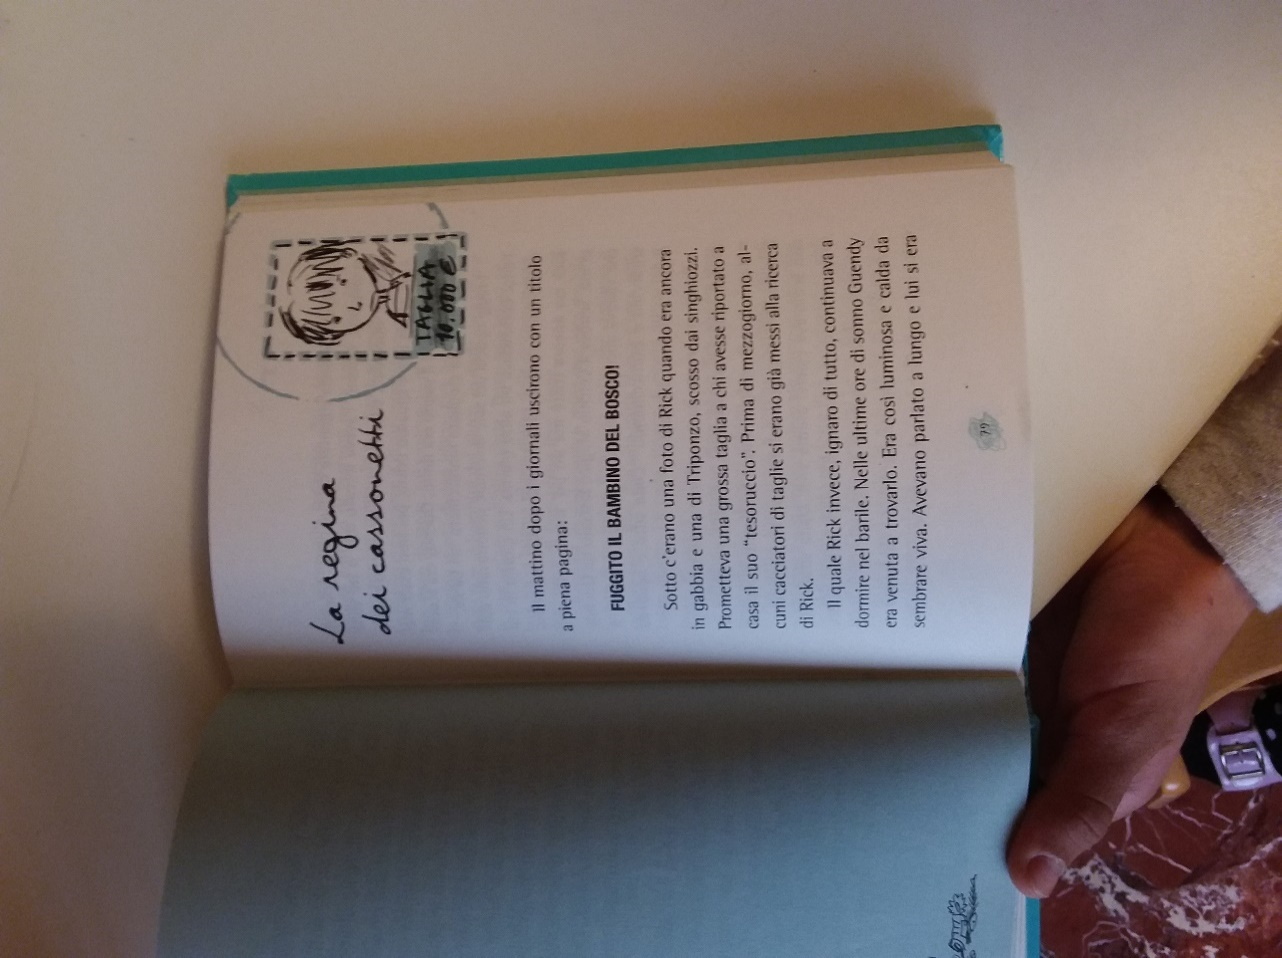 La regina
dei cassonetti
TAGLIA
10.000 €
Il mattino dopo i giornali uscirono con un titolo
a piena pagina:
FUGGITO IL BAMBINO DEL BOSCO!
Sotto c'erano una foto di Rick quando era ancora
in gabbia e una di Triponzo, scosso dai singhiozzi.
Prometteva una grossa taglia a chi avesse riportato a
casa il suo "tesoruccio". Prima di mezzogiorno, al-
cuni cacciatori di taglie si erano già messi alla ricerca
di Rick.
Il quale Rick invece, ignaro di tutto, continuava a
dormire nel barile. Nelle ultime ore di sonno Guendy
era venuta a trovarlo. Era così luminosa e calda da
sembrare viva. Avevano parlato a lungo e lui si era
79